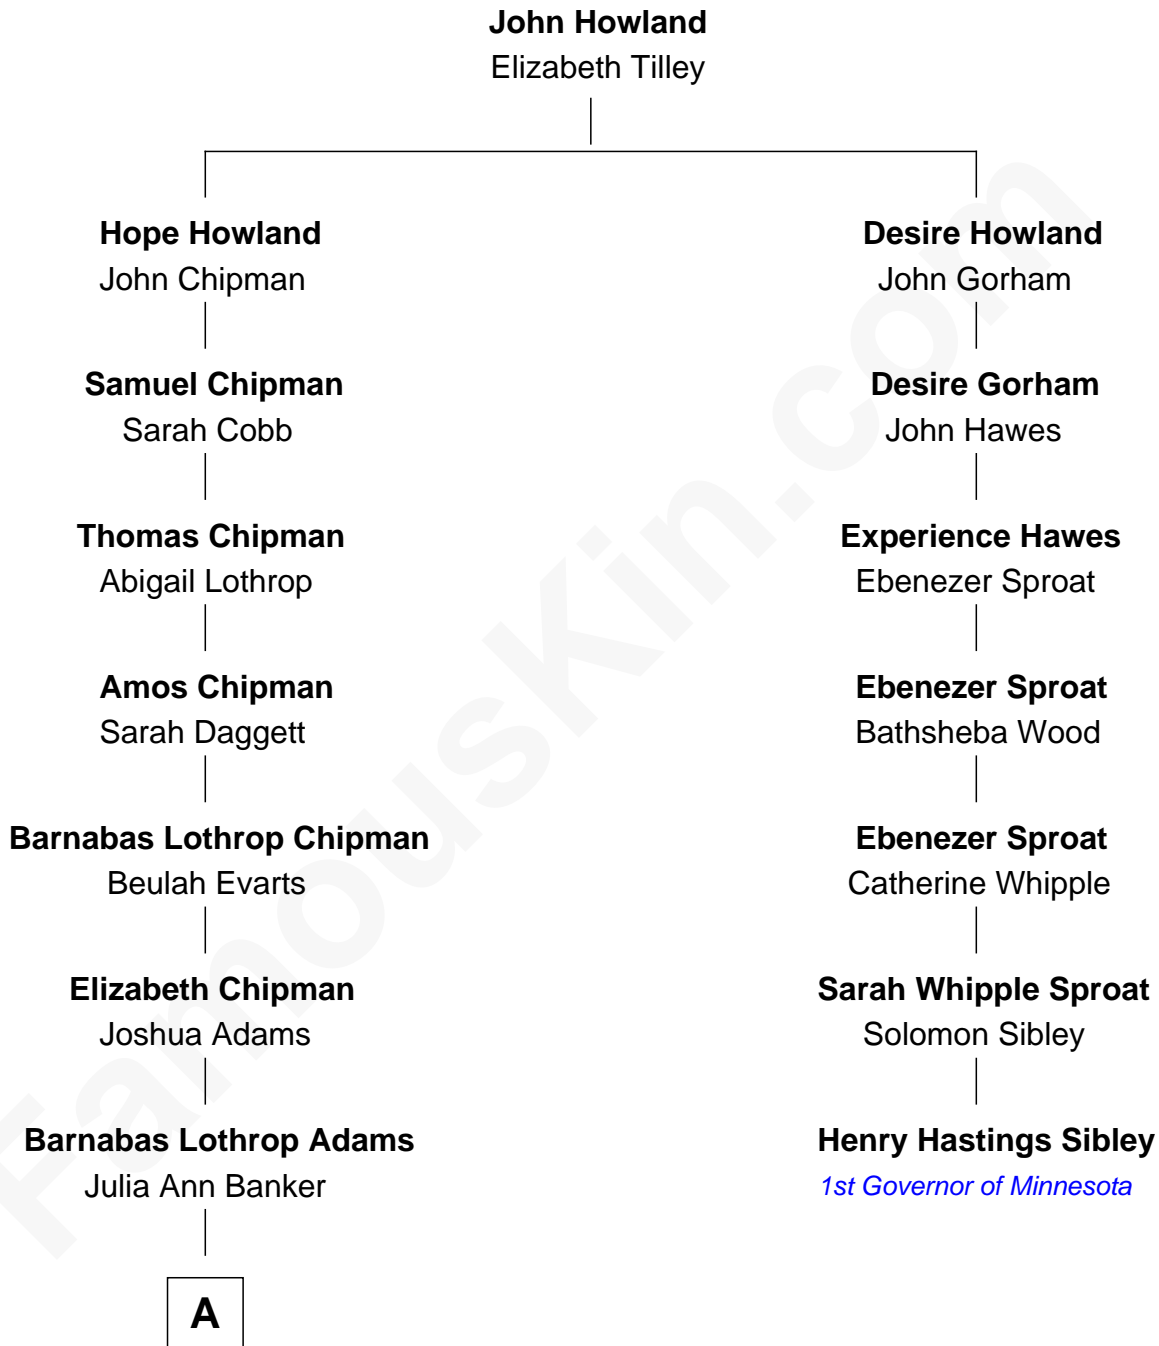 John Howland
Elizabeth Tilley
Hope Howland
John Chipman
Desire Howland
John Gorham
Samuel Chipman
Sarah Cobb
Desire Gorham
John Hawes
Thomas Chipman
Abigail Lothrop
Experience Hawes
Ebenezer Sproat
Amos Chipman
Sarah Daggett
Ebenezer Sproat
Bathsheba Wood
Barnabas Lothrop Chipman
Beulah Evarts
Ebenezer Sproat
Catherine Whipple
Elizabeth Chipman
Joshua Adams
Sarah Whipple Sproat
Solomon Sibley
Barnabas Lothrop Adams
Julia Ann Banker
Henry Hastings Sibley
1st Governor of Minnesota
A
FamousKin.com